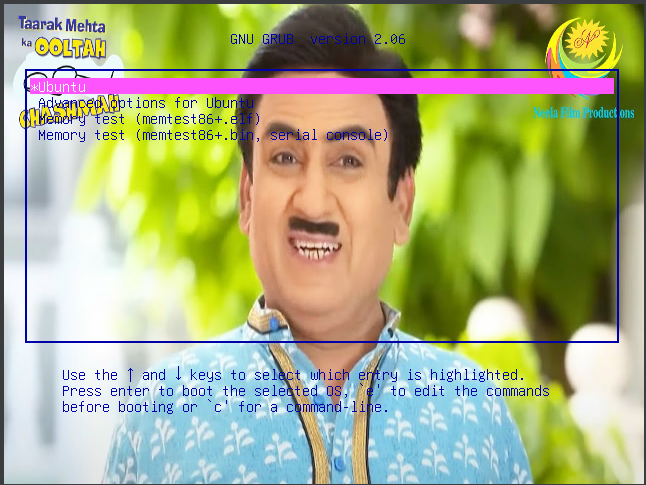 Taarak Mehta
ka OOLTAH
CHASHMAH
GNU GRUB version 2.06
Neela Film Productions
*Ubuntu
Advanced options for Ubuntu
Memory test (memtest86+.elf)
Memory test (memtest86+.bin, serial console)
Use the ↑ and ↓ keys to select which entry is highlighted.
Press enter to boot the selected OS, `e' to edit the commands
before booting or `c' for a command-line.